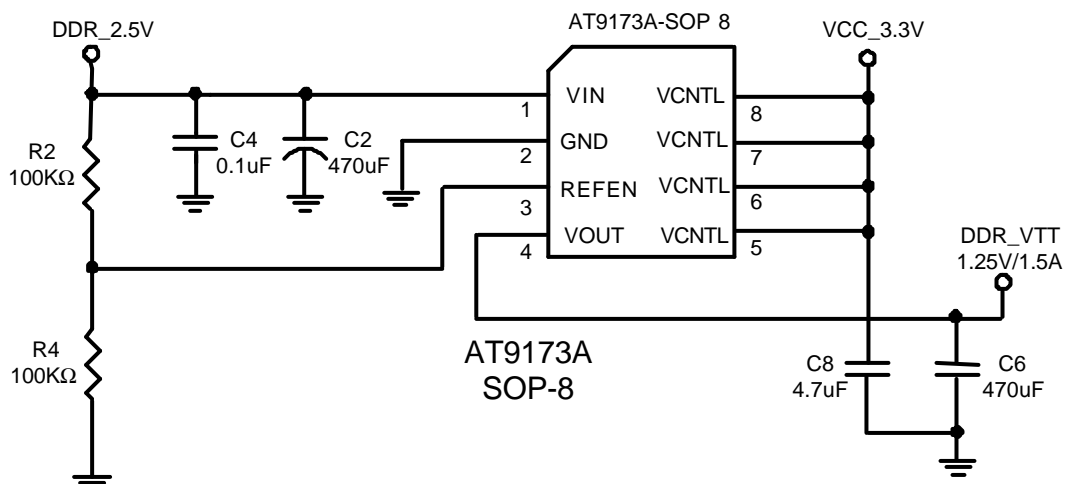 AT9173A-SOP 8
DDR_2.5V
VCC_3.3V
1
VIN
VCNTL
8
C4
0.1uF
C2
470uF
2
GND
VCNTL
7
R2
100KΩ
3
REFEN
VCNTL
6
4
VOUT
VCNTL
5
DDR_VTT
1.25V/1.5A
R4
100KΩ
AT9173A
SOP-8
C8
4.7uF
C6
470uF